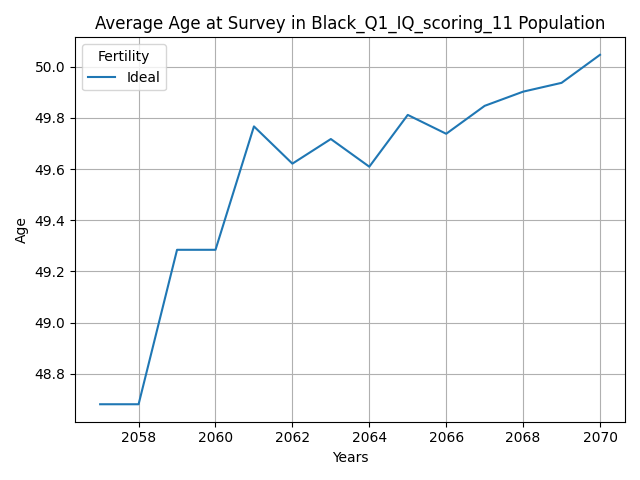 Average Age at Survey in Black_Q1_IQ_scoring_11 Population
Fertility
Ideal
50.0
49.8
49.6
49.4
49.2
49.0
48.8
Age
2058 2060 2062 2064 2066 2068 2070
Years